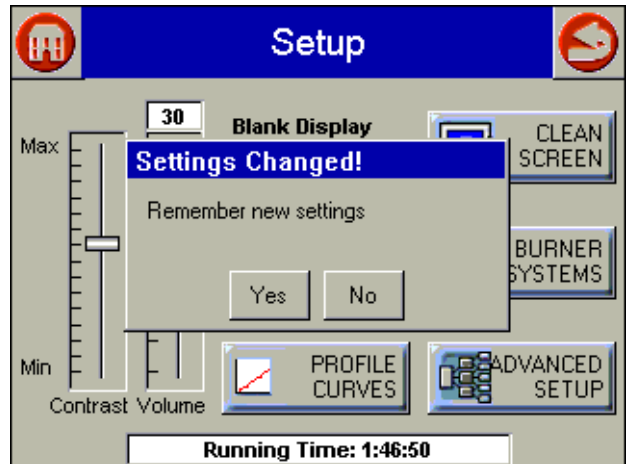 Setup
30
Blank Display
Max
CLEAN
SCREEN
Settings Changed!
Remember new settings
BURNER
SYSTEMS
Yes No
Min
PROFILE
CURVES
ADVANCED
SETUP
Contrast Volume
Running Time: 1:46:50